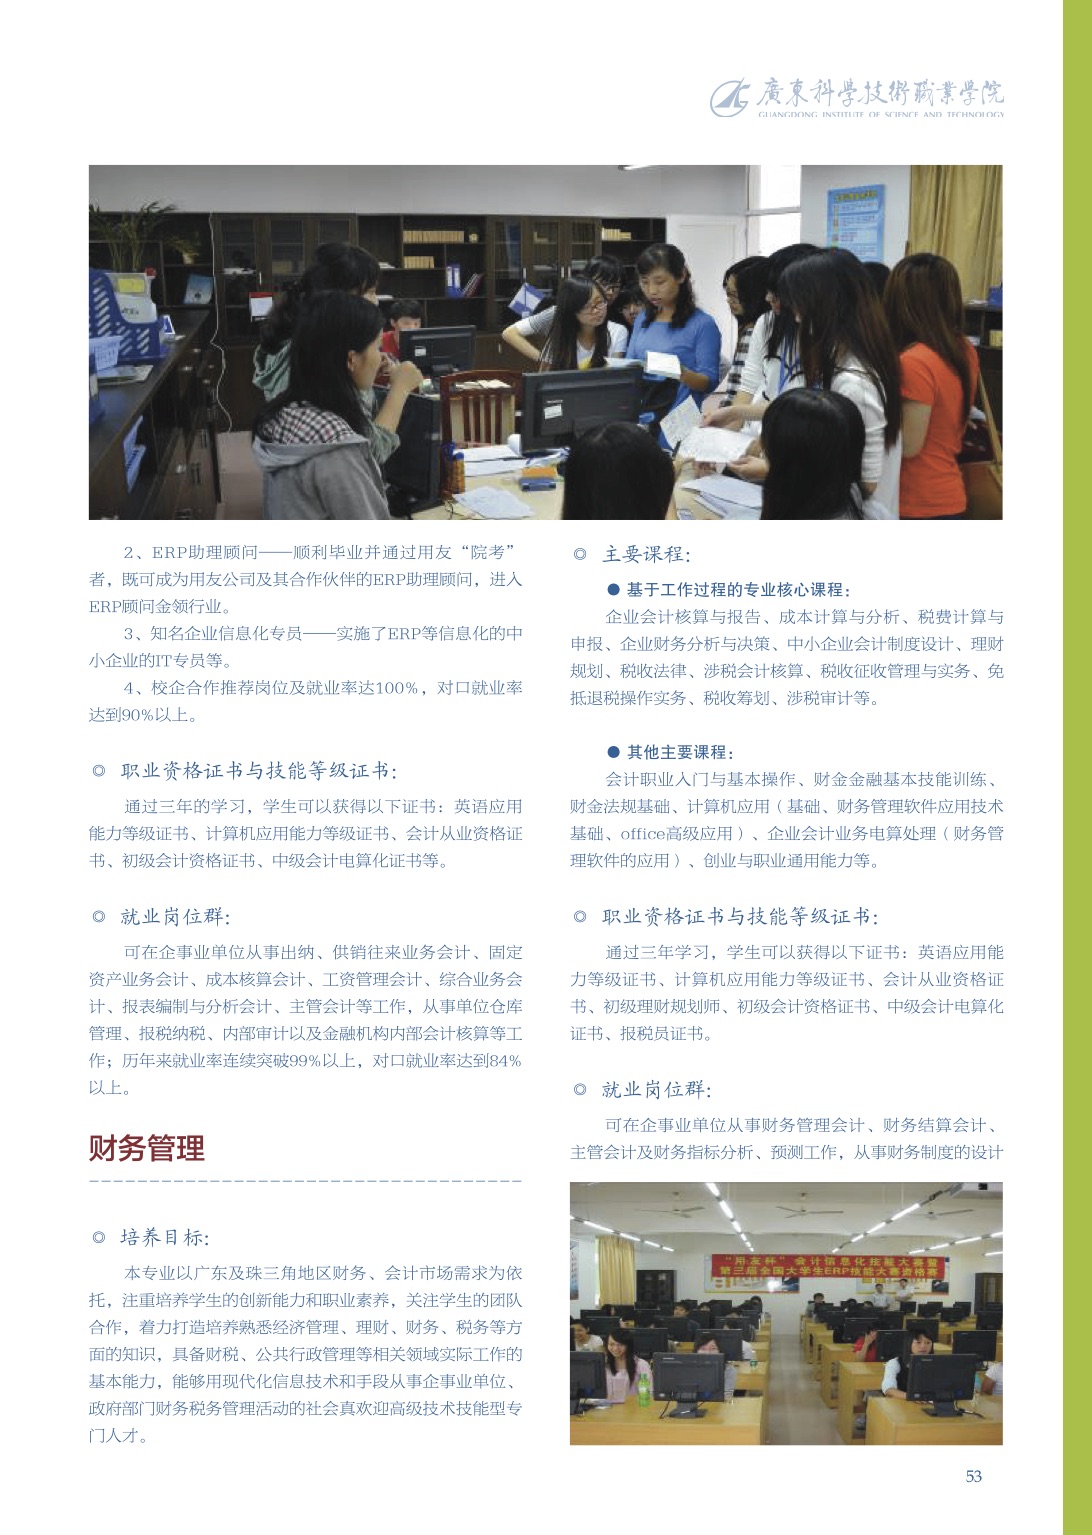 廣東科学技術職業学院
GUANGDONG INSTITUTE OF SCIENCE AND TECHNOLOGY
2、ERP助理顾问——顺利毕业并通过用友“院考”
者，既可成为用友公司及其合作伙伴的ERP助理顾问，进入
ERP顾问金领行业。
3、知名企业信息化专员——实施了ERP等信息化的中
小企业的IT专员等。
4、校企合作推荐岗位及就业率达100%，对口就业率
达到90%以上。
◎ 职业资格证书与技能等级证书：
通过三年的学习，学生可以获得以下证书：英语应用
能力等级证书、计算机应用能力等级证书、会计从业资格证
书、初级会计资格证书、中级会计电算化证书等。
◎ 就业岗位群：
可在企事业单位从事出纳、供销往来业务会计、固定
资产业务会计、成本核算会计、工资管理会计、综合业务会
计、报表编制与分析会计、主管会计等工作，从事单位仓库
管理、报税纳税、内部审计以及金融机构内部会计核算等工
作；历年来就业率连续突破99%以上，对口就业率达到84%
以上。
财务管理
◎ 培养目标：
本专业以广东及珠三角地区财务、会计市场需求为依
托，注重培养学生的创新能力和职业素养，关注学生的团队
合作，着力打造培养熟悉经济管理、理财、财务、税务等方
面的知识，具备财税、公共行政管理等相关领域实际工作的
基本能力，能够用现代化信息技术和手段从事企事业单位、
政府部门财务税务管理活动的社会真欢迎高级技术技能型专
门人才。
◎ 主要课程：
● 基于工作过程的专业核心课程：
企业会计核算与报告、成本计算与分析、税费计算与
申报、企业财务分析与决策、中小企业会计制度设计、理财
规划、税收法律、涉税会计核算、税收征收管理与实务、免
抵退税操作实务、税收筹划、涉税审计等。
● 其他主要课程：
会计职业入门与基本操作、财金金融基本技能训练、
财金法规基础、计算机应用（基础、财务管理软件应用技术
基础、office高级应用）、企业会计业务电算处理（财务管
理软件的应用）、创业与职业通用能力等。
◎ 职业资格证书与技能等级证书：
通过三年学习，学生可以获得以下证书：英语应用能
力等级证书、计算机应用能力等级证书、会计从业资格证
书、初级理财规划师、初级会计资格证书、中级会计电算化
证书、报税员证书。
◎ 就业岗位群：
可在企事业单位从事财务管理会计、财务结算会计、
主管会计及财务指标分析、预测工作，从事财务制度的设计
“用友杯”会计信息化技能大赛暨
第三届全国大学生ERP技能大赛资格赛
53